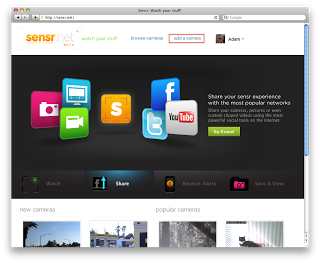 Sensr: Watch your stuff!
http://sensr.net/
Google
sensr.net
BETA
watch your stuff!
browse cameras
add a camera
Adam
S
f
t
You Tube
Share your sensr experience
with the most popular networks
Share your cameras, pictures or even
custom clipped videos using the most
powerful social tools on the internet.
Try it now!
Watch
Share
Receive Alerts
Save & View
new cameras
popular cameras